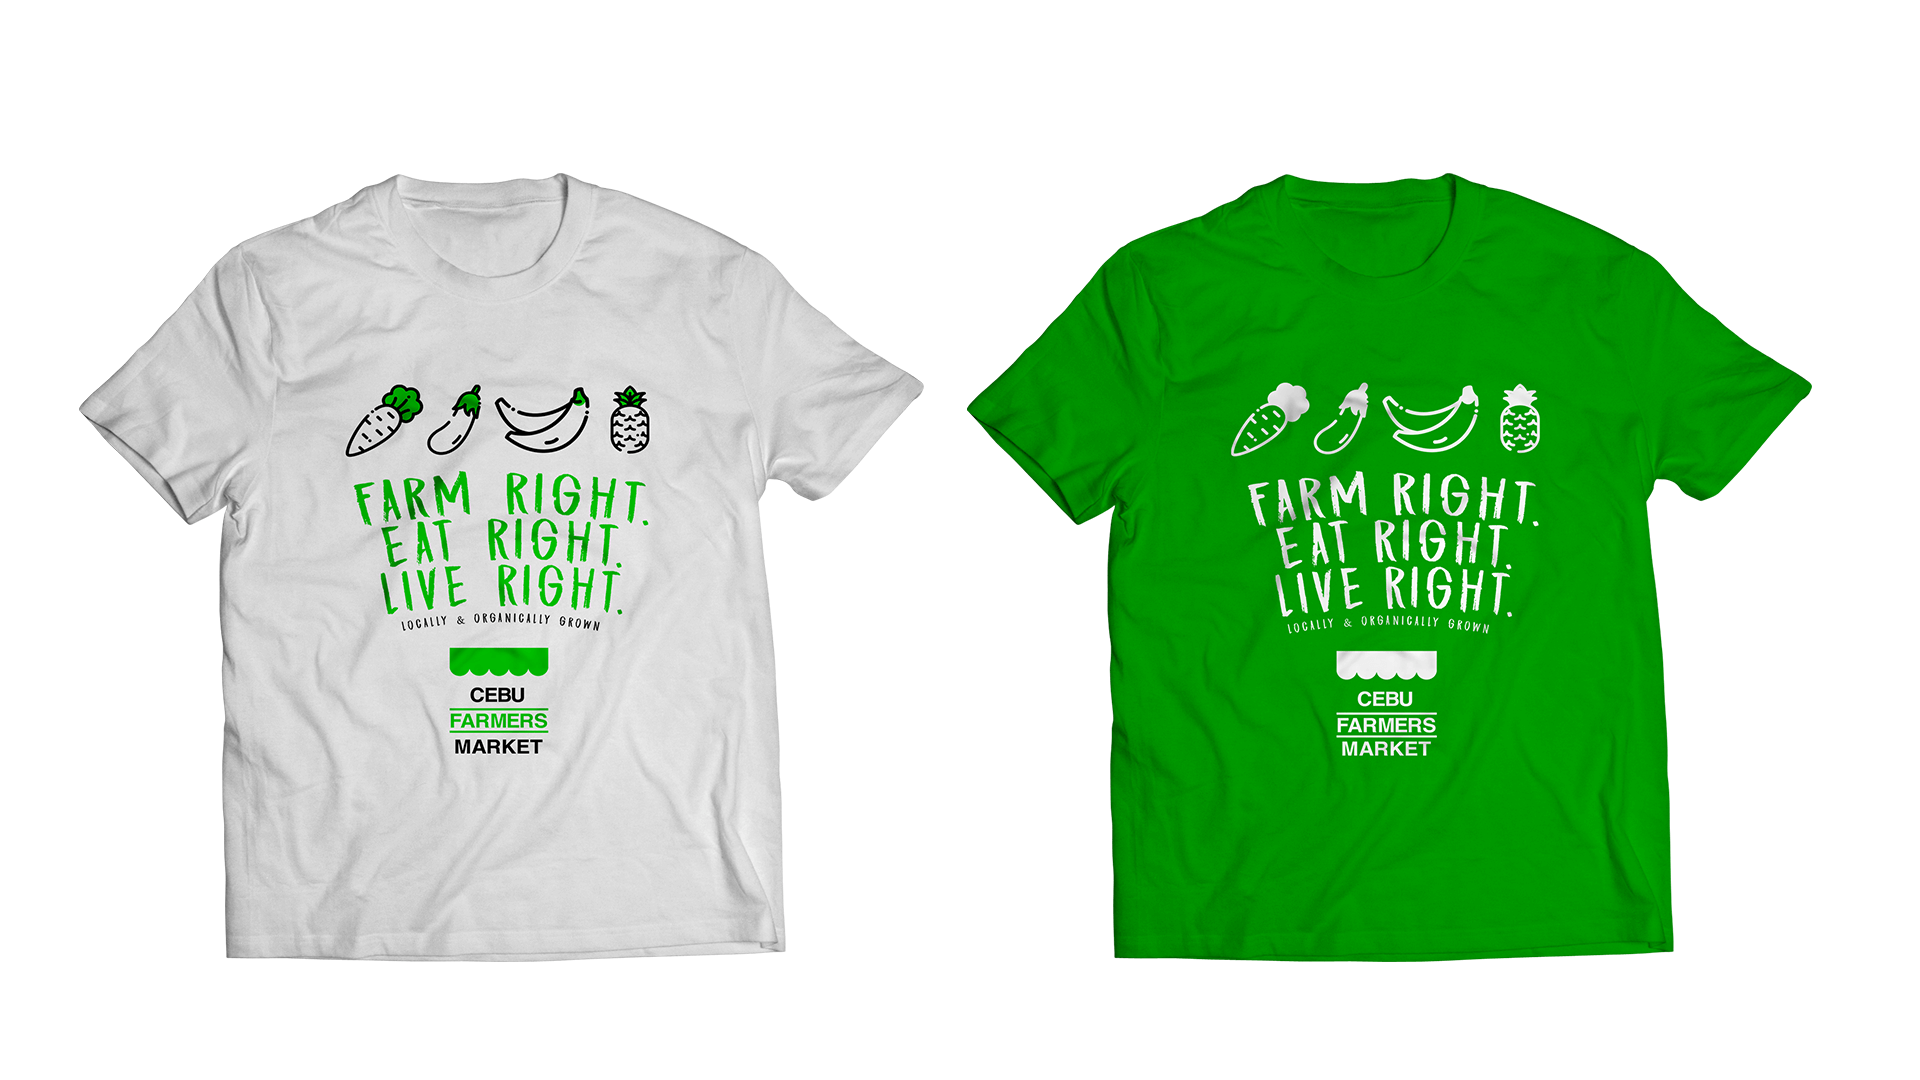 FARM RIGHT.
EAT RIGHT.
LIVE RIGHT.
LOCALLY & ORGANICALLY GROWN
CEBU
FARMERS
MARKET
FARM RIGHT.
EAT RIGHT.
LIVE RIGHT.
LOCALLY & ORGANICALLY GROWN
CEBU
FARMERS
MARKET